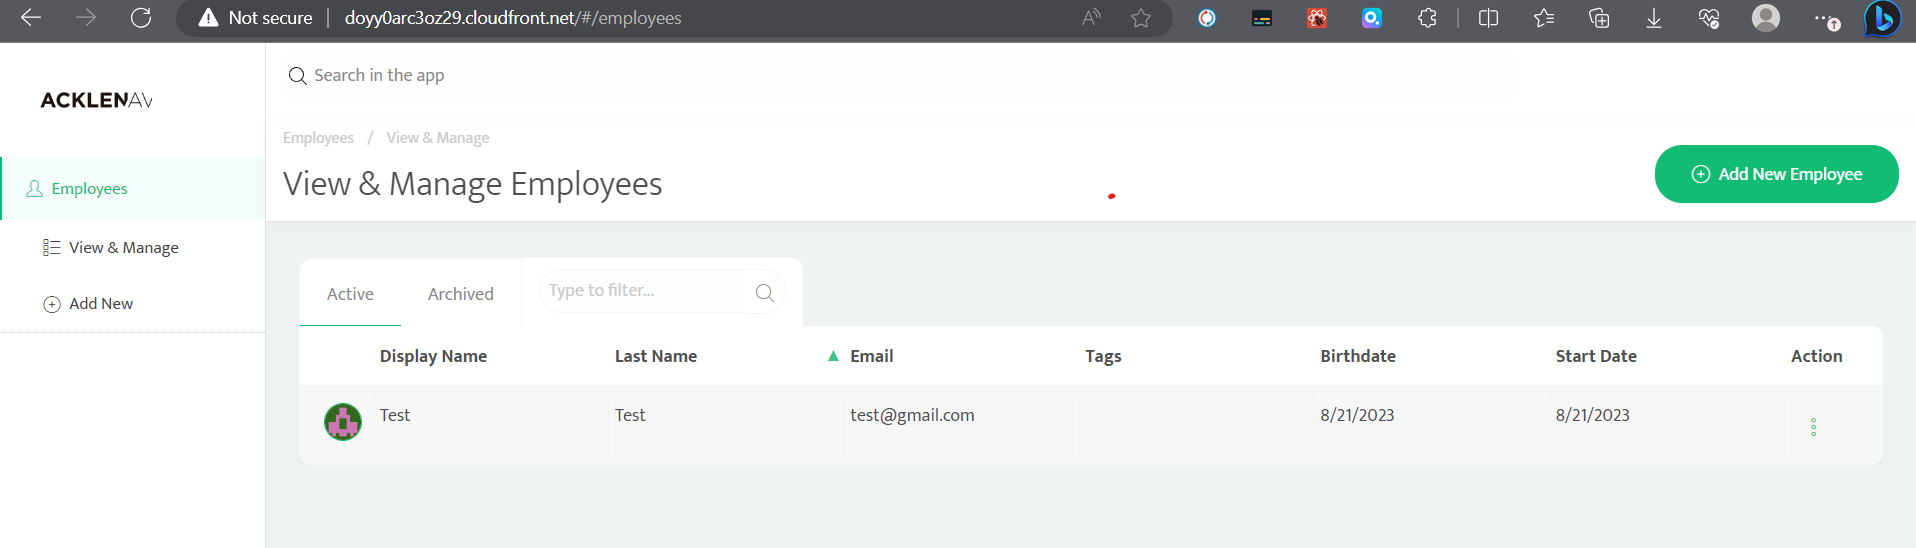 Not secure | doyy0arc3oz29.cloudfront.net/#/employees
Search in the app
ACKLENAV
Employees / View & Manage
View & Manage Employees
Add New Employee
Employees
View & Manage
Add New
Active Archived Type to filter...
Display Name Last Name Email Tags Birthdate Start Date Action
Test Test test@gmail.com 8/21/2023 8/21/2023